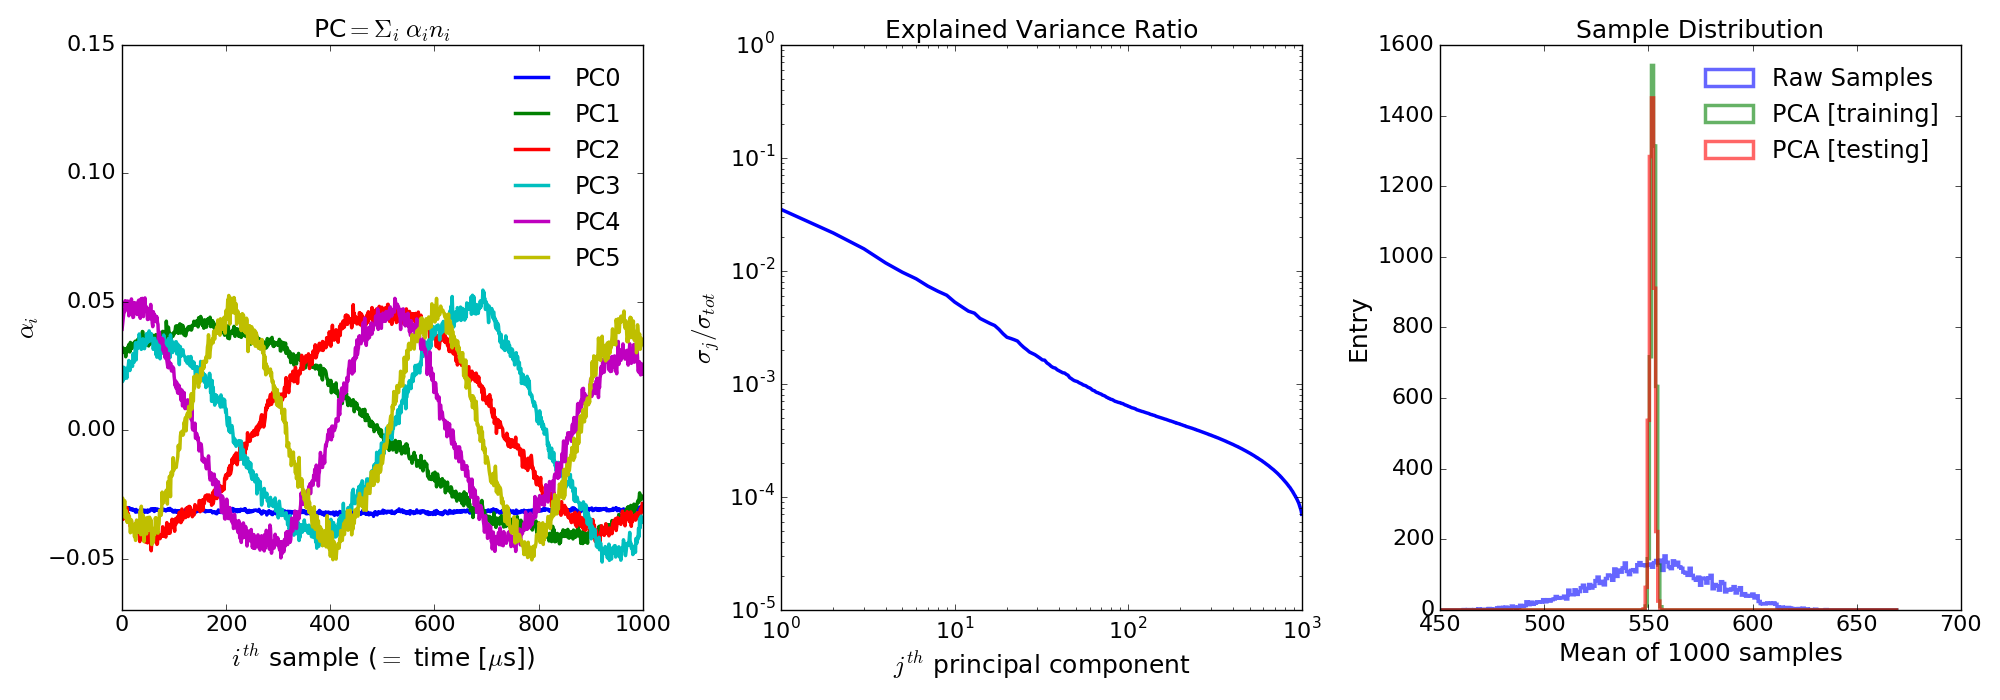 PC = Σ_i α_i n_i
0.15
0.10
0.05
0.00
−0.05
α_i
0
200
400
600
800
1000
i^th sample ( = time [μs])
PC0
PC1
PC2
PC3
PC4
PC5
Explained Variance Ratio
10^0
10^-1
10^-2
10^-3
10^-4
10^-5
σ_j/σ_tot
10^0
10^1
10^2
10^3
j^th principal component
Sample Distribution
1600
1400
1200
1000
800
600
400
200
0
Entry
450
500
550
600
650
700
Mean of 1000 samples
Raw Samples
PCA [training]
PCA [testing]